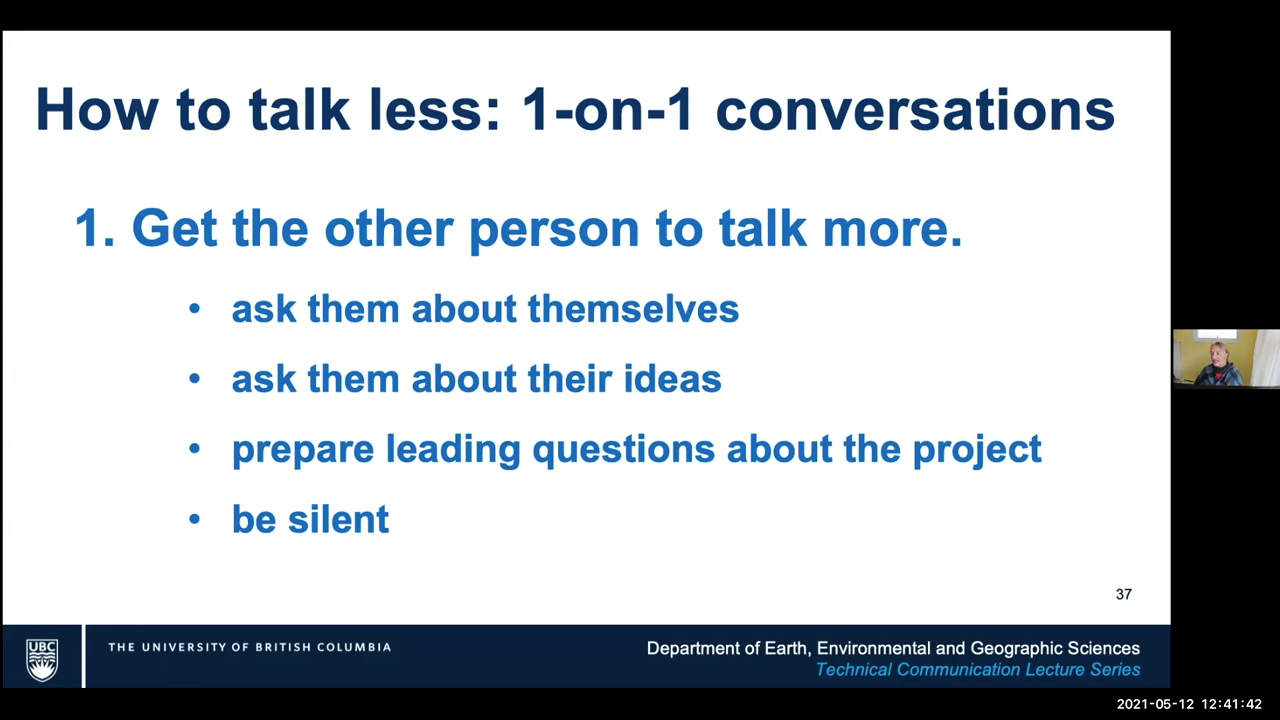 How to talk less: 1-on-1 conversations
1. Get the other person to talk more.
• ask them about themselves
• ask them about their ideas
• prepare leading questions about the project
• be silent
37
UBC
THE UNIVERSITY OF BRITISH COLUMBIA
Department of Earth, Environmental and Geographic Sciences
Technical Communication Lecture Series
2021-05-12 12:41:42